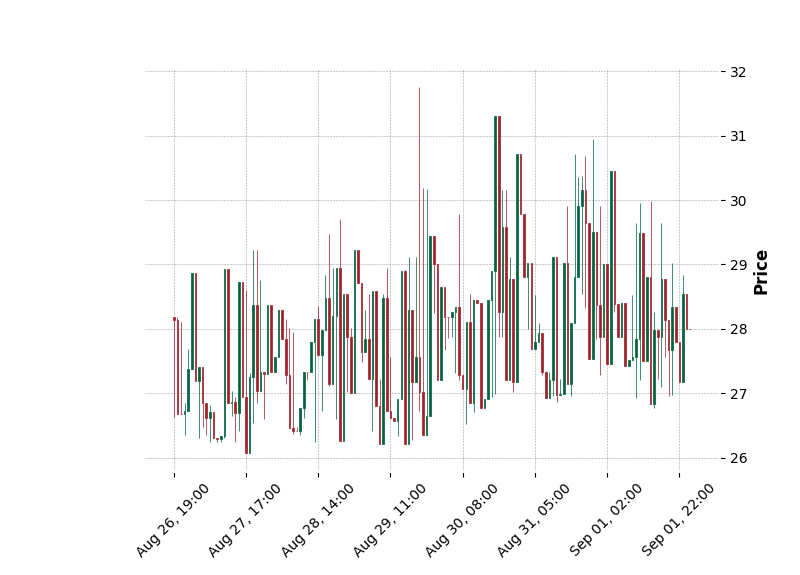 32
31
30
29
28
27
26
Price
Aug 26, 19:00
Aug 27, 17:00
Aug 28, 14:00
Aug 29, 11:00
Aug 30, 08:00
Aug 31, 05:00
Sep 01, 02:00
Sep 01, 22:00